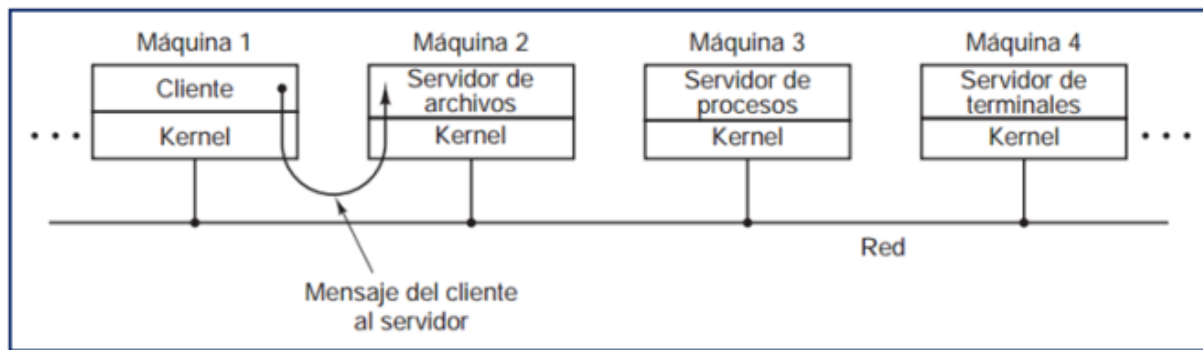 Máquina 1
Máquina 2
Máquina 3
Máquina 4
Cliente
Servidor de
archivos
Servidor de
procesos
Servidor de
terminales
• • •
Kernel
Kernel
Kernel
Kernel
• • •
Red
Mensaje del cliente
al servidor